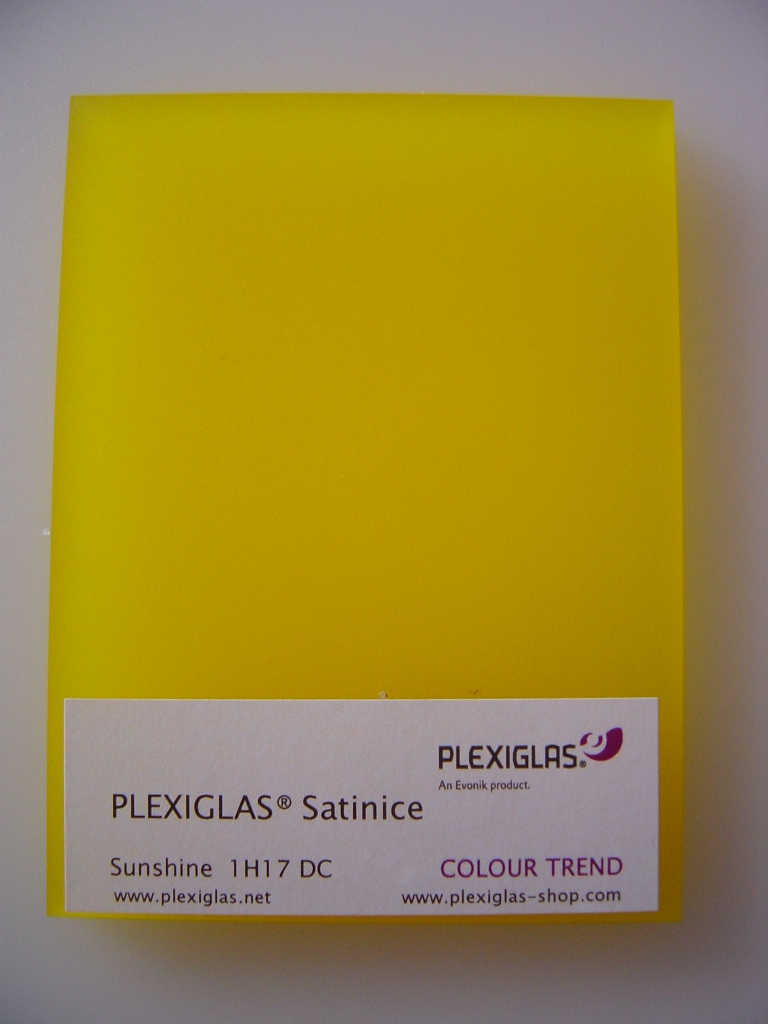 PLEXIGLAS®
An Evonik product.
PLEXIGLAS® Satinice
Sunshine 1H17 DC
COLOUR TREND
www.plexiglas.net
www.plexiglas-shop.com